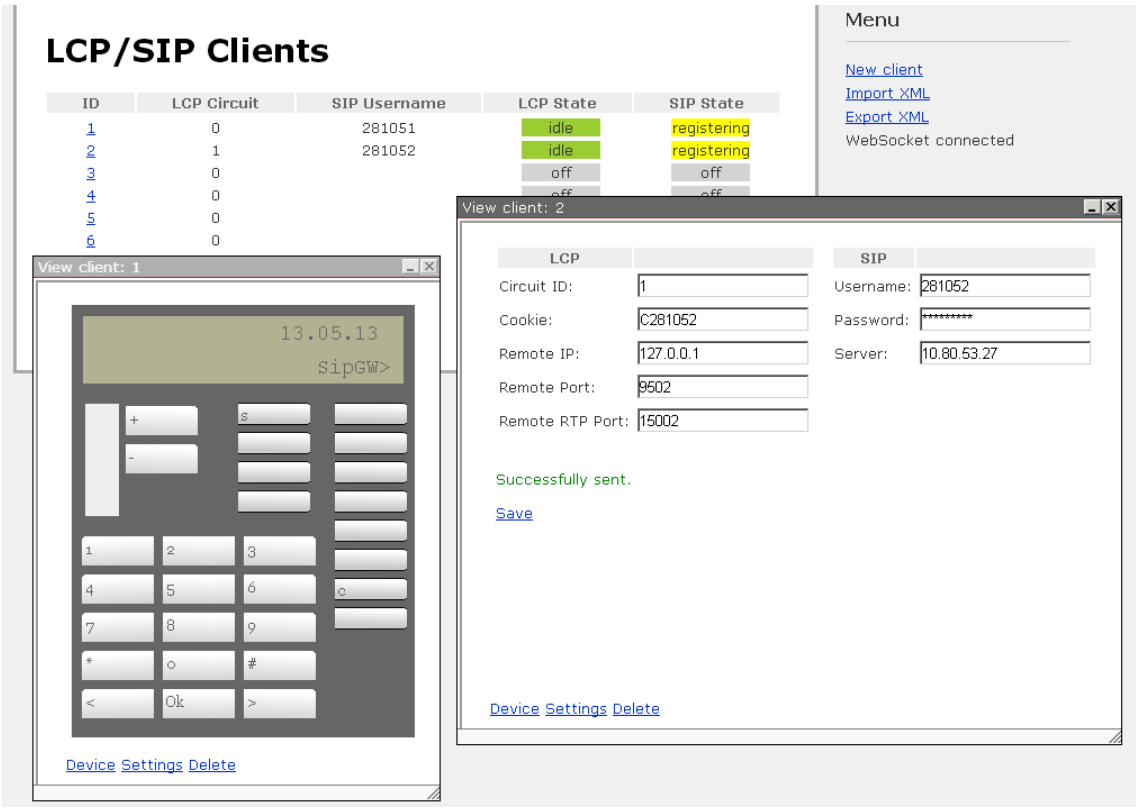 LCP/SIP Clients
ID LCP Circuit SIP Username LCP State SIP State
1 0 281051 idle registering
2 1 281052 idle registering
3 0 off off
4 0 off off
5 0
6 0
Menu
New client
Import XML
Export XML
WebSocket connected
View client: 1
13.05.13
SipGW>
+
-
s
c
1 2 3
4 5 6
7 8 9
* o #
< Ok >
Device Settings Delete
View client: 2
LCP SIP
Circuit ID: 1 Username: 281052
Cookie: C281052 Password: *********
Remote IP: 127.0.0.1 Server: 10.80.53.27
Remote Port: 9502
Remote RTP Port: 15002
Successfully sent.
Save
Device Settings Delete